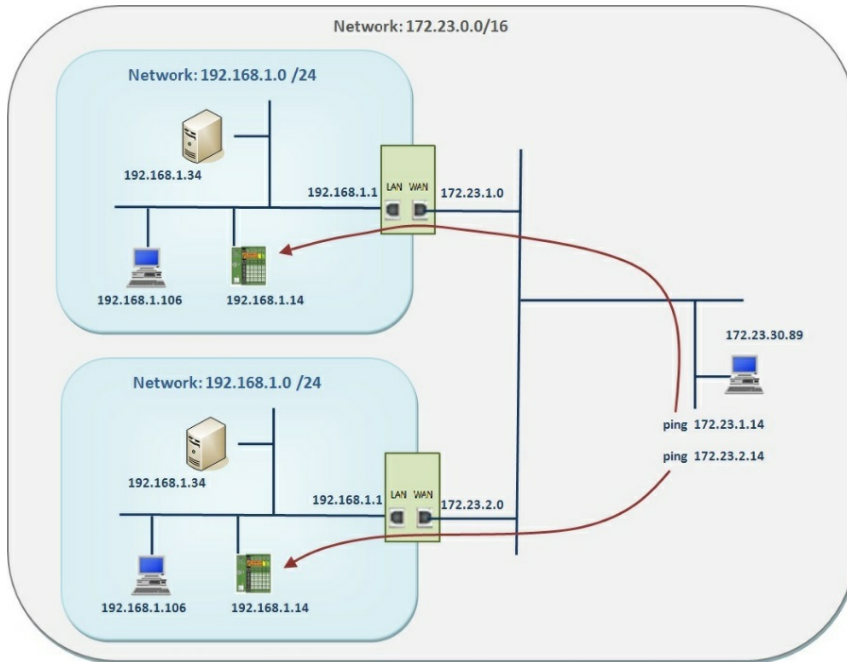 Network: 172.23.0.0/16
Network: 192.168.1.0 /24
192.168.1.34
192.168.1.1
LAN
WAN
172.23.1.0
192.168.1.106
192.168.1.14
172.23.30.89
ping 172.23.1.14
ping 172.23.2.14
Network: 192.168.1.0 /24
192.168.1.34
192.168.1.1
LAN
WAN
172.23.2.0
192.168.1.106
192.168.1.14